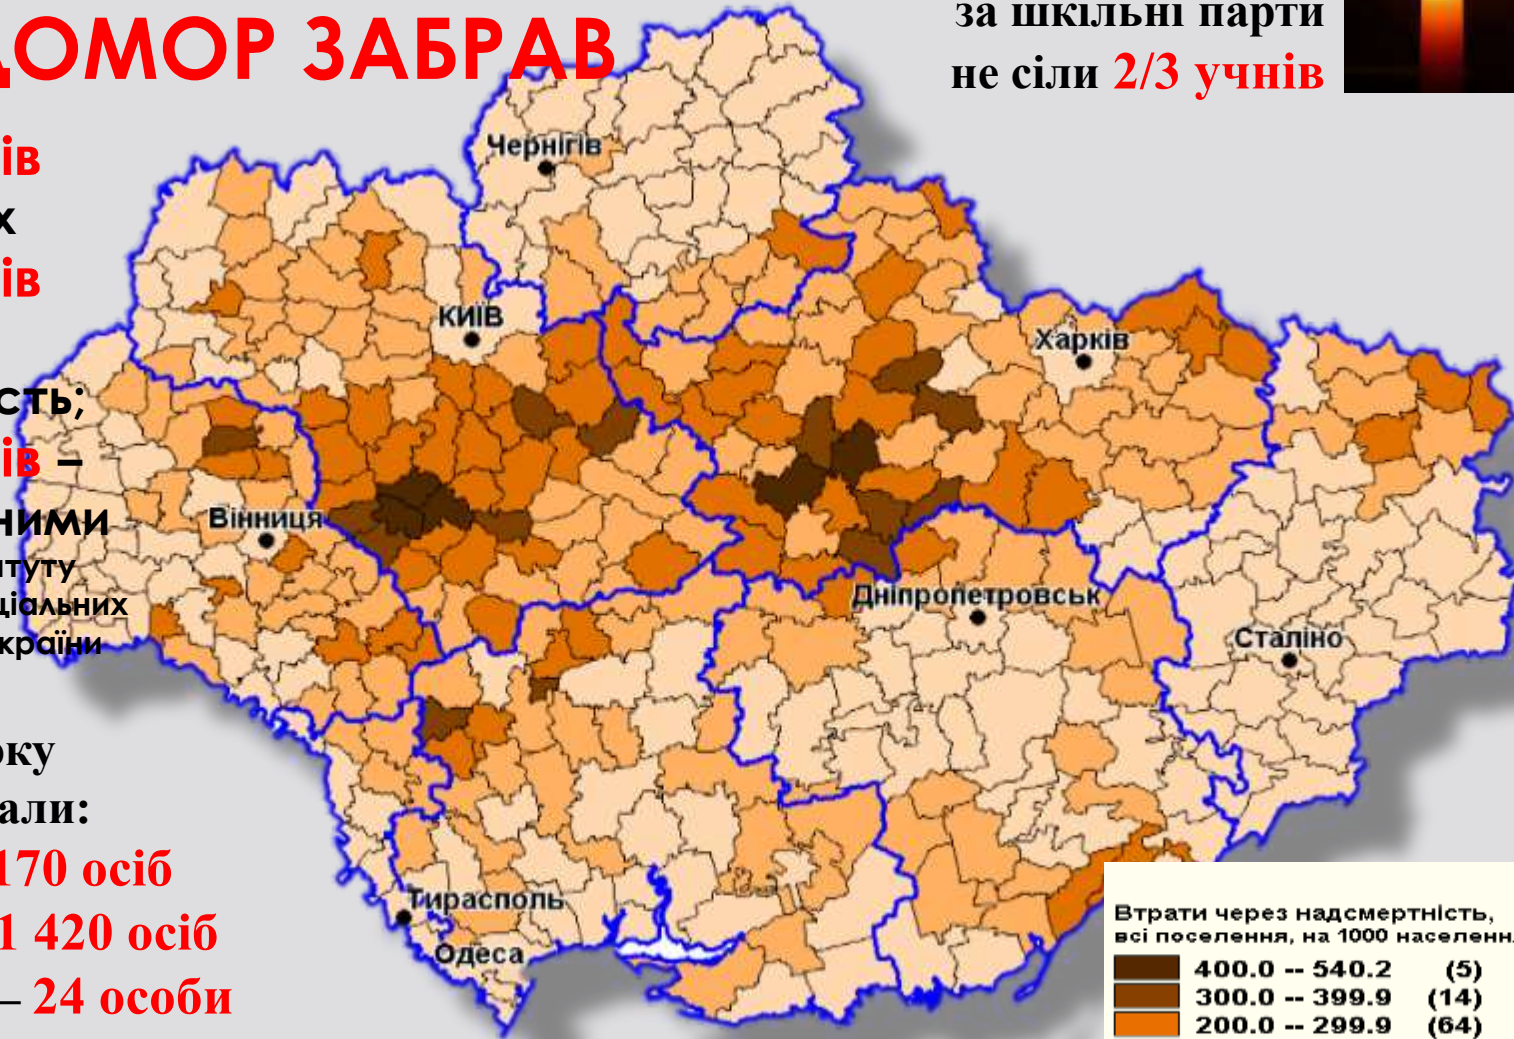 ДОМОР ЗАБРАВ
за шкільні парти
не сіли 2/3 учнів
ів
х
ів
сть;
ів –
ними
туту
ціальних
країни
оку
али:
170 осіб
1 420 осіб
– 24 особи
Чернігів
КИЇВ
Харків
Вінниця
Дніпропетровськ
Сталіно
Тирасполь
Одеса
Втрати через надсмертність,
всі поселення, на 1000 населенн
400.0 -- 540.2 (5)
300.0 -- 399.9 (14)
200.0 -- 299.9 (64)